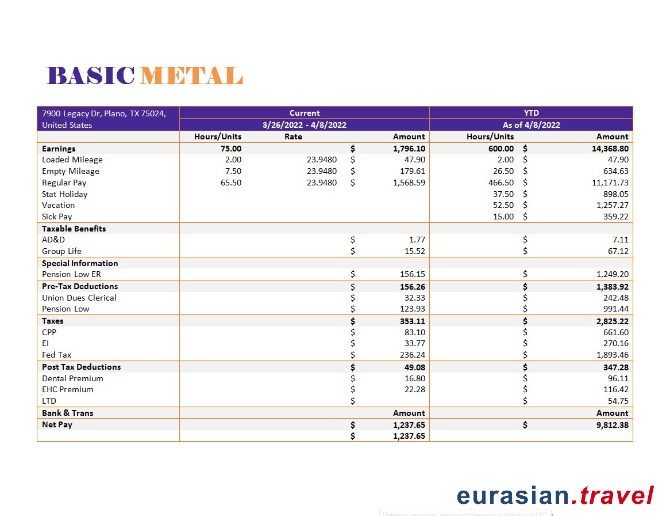 BASIC METAL
7900 Legacy Dr, Plano, TX 75024, Current YTD
United States 3/26/2022 - 4/8/2022 As of 4/8/2022
Hours/Units Rate Amount Hours/Units Amount
Earnings 75.00 $ 1,796.10 600.00 $ 14,368.80
Loaded Mileage 2.00 23.9480 $ 47.90 2.00 $ 47.90
Empty Mileage 7.50 23.9480 $ 179.61 26.50 $ 634.63
Regular Pay 65.50 23.9480 $ 1,568.59 466.50 $ 11,171.73
Stat Holiday 37.50 $ 898.05
Vacation 52.50 $ 1,257.27
Sick Pay 15.00 $ 359.22
Taxable Benefits
AD&D $ 1.77 $ 7.11
Group Life $ 15.52 $ 67.12
Special Information
Pension Low ER $ 156.15 $ 1,249.20
Pre-Tax Deductions $ 156.26 $ 1,383.92
Union Dues Clerical $ 32.33 $ 242.48
Pension Low $ 123.93 $ 991.44
Taxes $ 353.11 $ 2,825.22
CPP $ 83.10 $ 661.60
EI $ 33.77 $ 270.16
Fed Tax $ 236.24 $ 1,893.46
Post Tax Deductions $ 49.08 $ 347.28
Dental Premium $ 16.80 $ 96.11
EHC Premium $ 22.28 $ 116.42
LTD $ $ 54.75
Bank & Trans Amount Amount
Net Pay $ 1,237.65 $ 9,812.38
$ 1,237.65
eurasian.travel